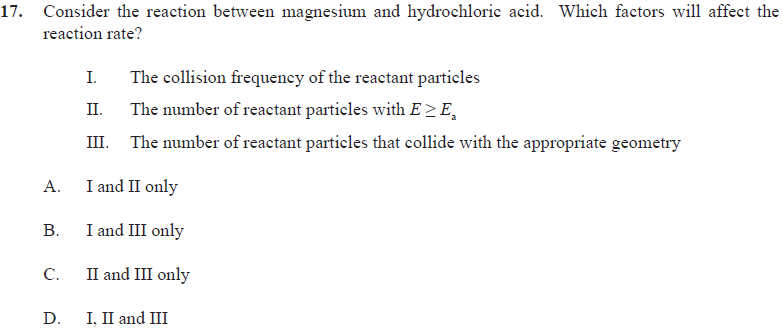 17. Consider the reaction between magnesium and hydrochloric acid. Which factors will affect the
reaction rate?
I. The collision frequency of the reactant particles
II. The number of reactant particles with E ≥ Eₐ
III. The number of reactant particles that collide with the appropriate geometry
A. I and II only
B. I and III only
C. II and III only
D. I, II and III